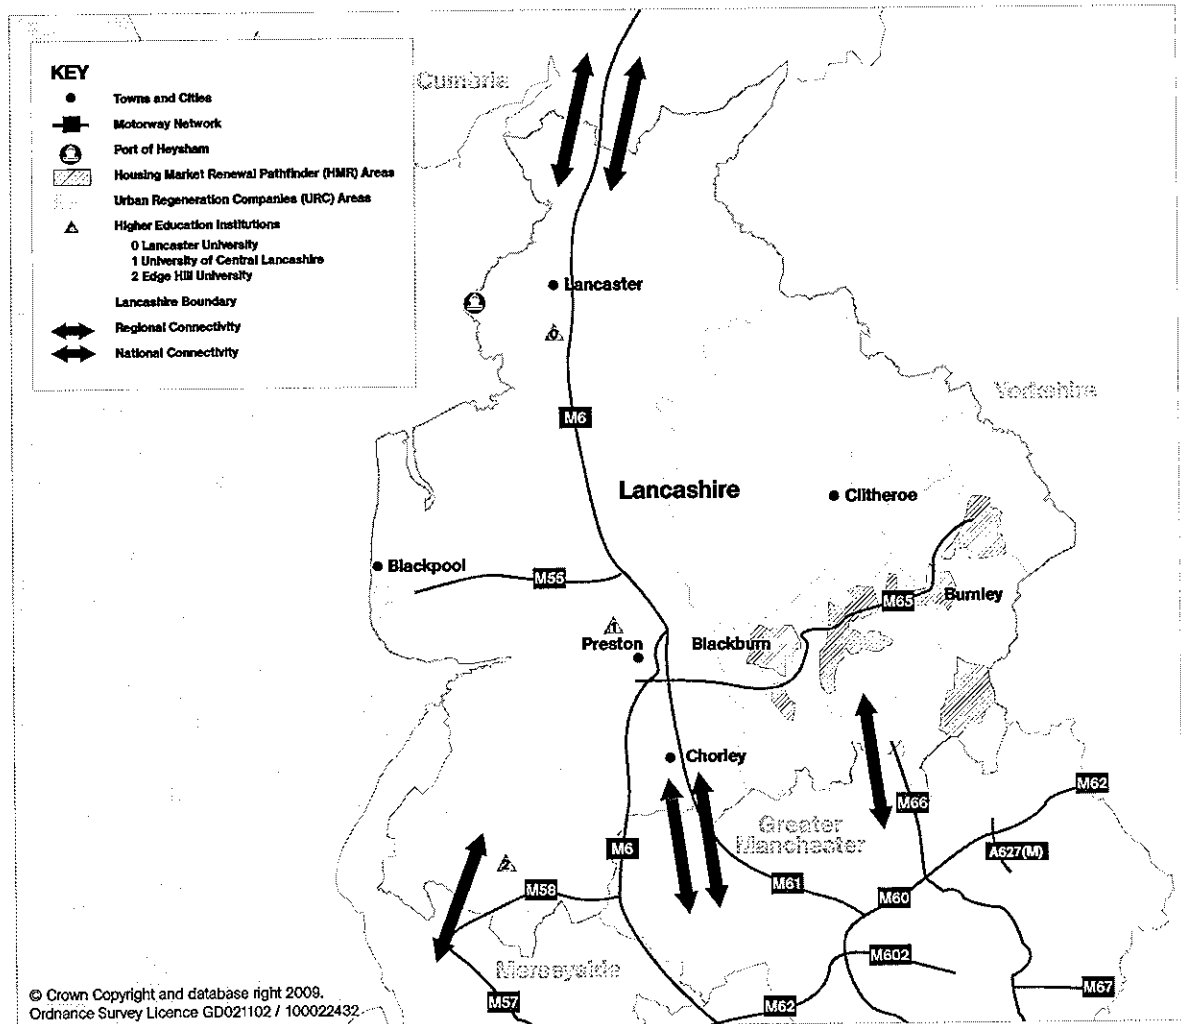 KEY
Towns and Cities
Motorway Network
Port of Heysham
Housing Market Renewal Pathfinder (HMR) Areas
Urban Regeneration Companies (URC) Areas
Higher Education Institutions
0 Lancaster University
1 University of Central Lancashire
2 Edge Hill University
Lancashire Boundary
Regional Connectivity
National Connectivity
Cumbria
Lancaster
0
Yorkshire
M6
Lancashire
Clitheroe
Blackpool
M55
M65
Burnley
1
Preston
Blackburn
Chorley
M62
M66
Greater
Manchester
A627(M)
M6
2
M58
M61
M60
M602
Merseyside
M67
M57
M62
© Crown Copyright and database right 2009.
Ordnance Survey Licence GD021102 / 100022432